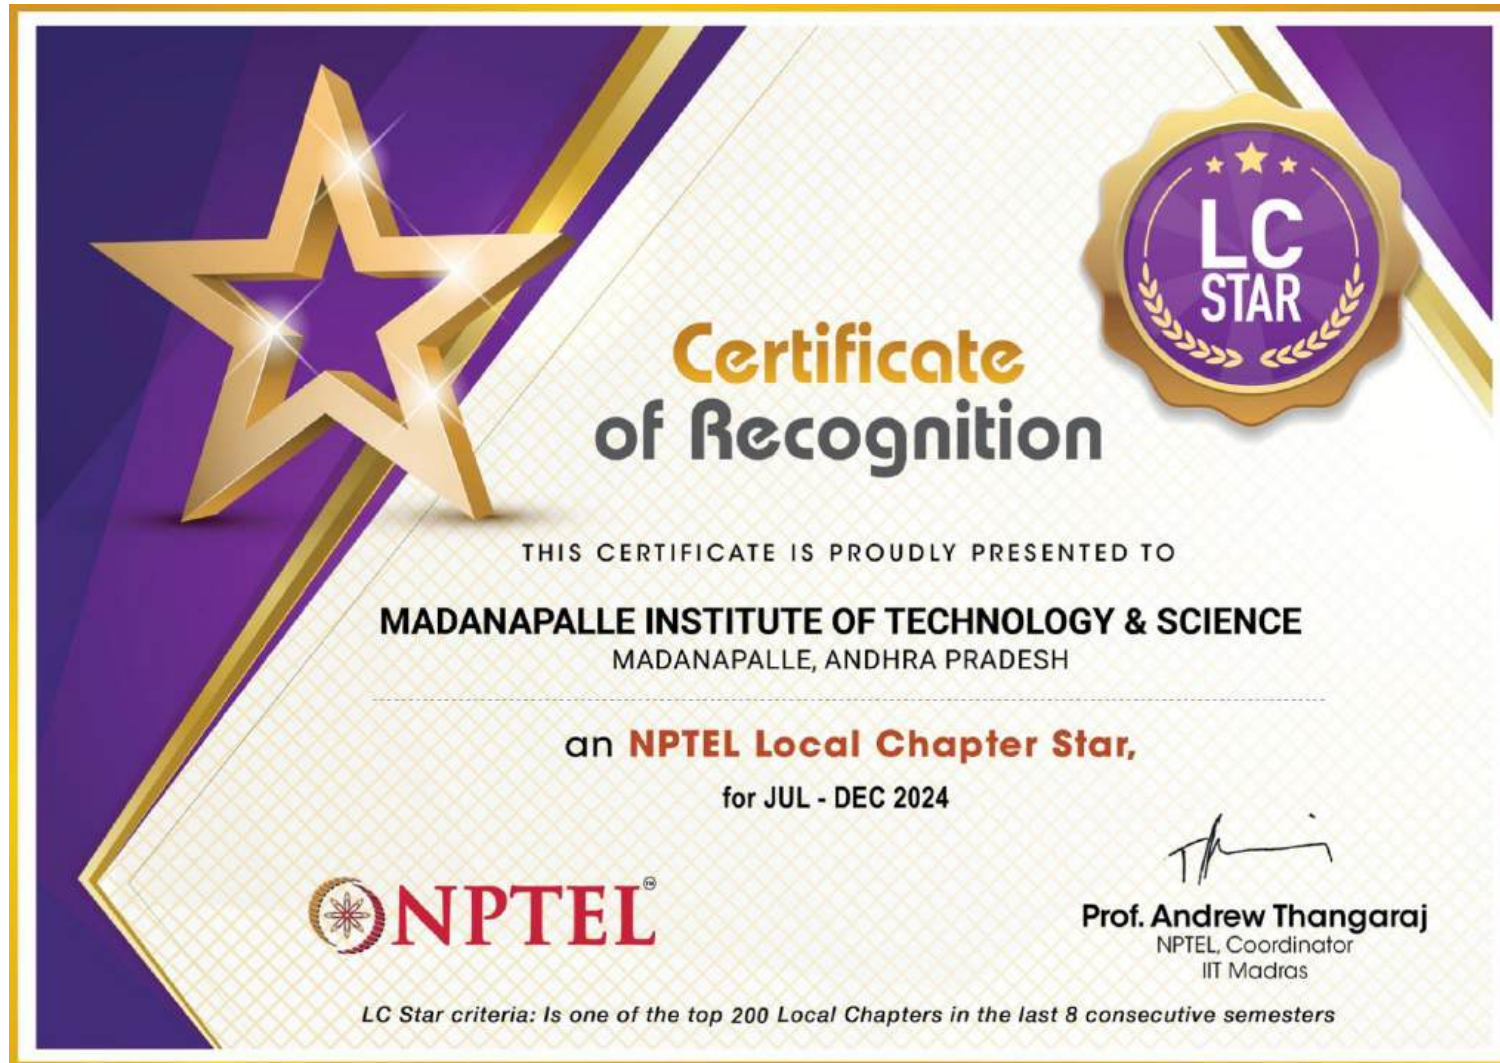 LC
STAR
Certificate
of Recognition
THIS CERTIFICATE IS PROUDLY PRESENTED TO
MADANAPALLE INSTITUTE OF TECHNOLOGY & SCIENCE
MADANAPALLE, ANDHRA PRADESH
an NPTEL Local Chapter Star,
for JUL - DEC 2024
NPTEL
Prof. Andrew Thangaraj
NPTEL, Coordinator
IIT Madras
LC Star criteria: Is one of the top 200 Local Chapters in the last 8 consecutive semesters